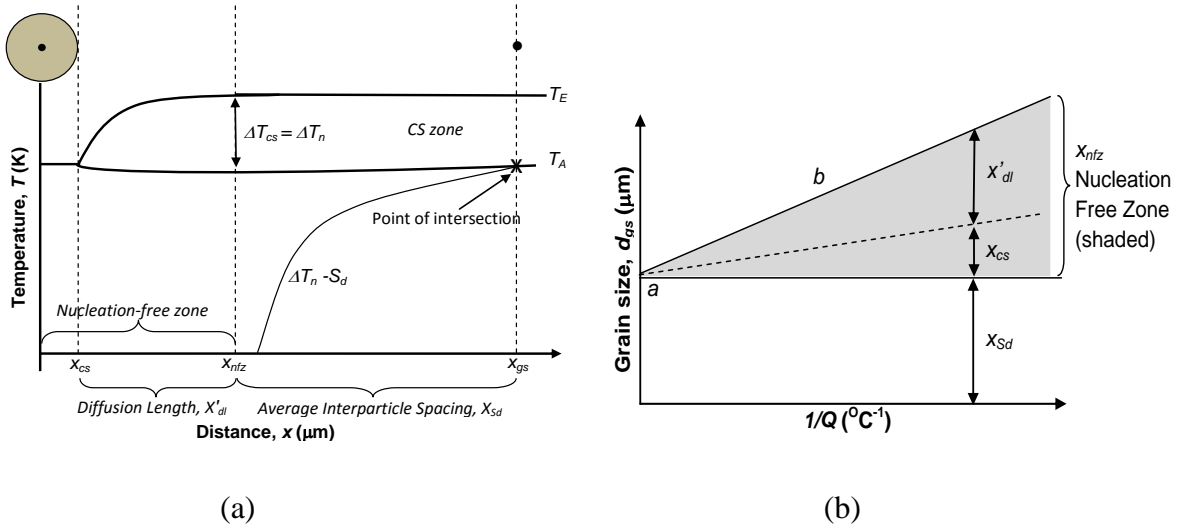 T_E
ΔT_cs = ΔT_n
CS zone
T_A
Point of intersection
ΔT_n -S_d
Nucleation-free zone
Temperature, T (K)
x_cs
x_nfz
x_gs
Diffusion Length, X'_dl
Average Interparticle Spacing, X_Sd
Distance, x (μm)
(a)
Grain size, d_gs (μm)
b
x'_dl
x_cs
a
x_Sd
x_nfz
Nucleation
Free Zone
(shaded)
1/Q (°C⁻¹)
(b)